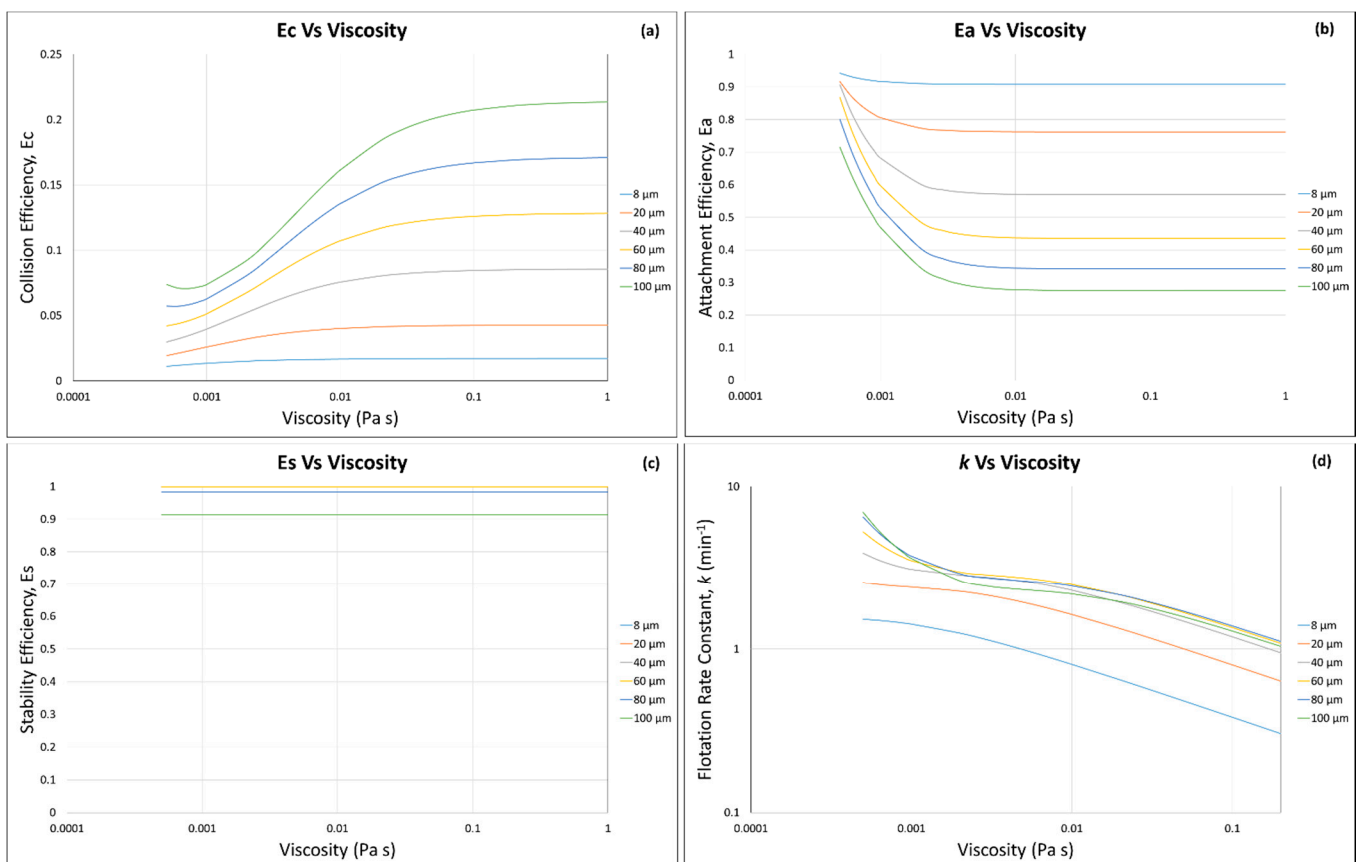 Ec Vs Viscosity
(a)
Collision Efficiency, Ec
0.25
0.2
0.15
0.1
0.05
0
0.0001 0.001 0.01 0.1 1
Viscosity (Pa s)
8 µm
20 µm
40 µm
60 µm
80 µm
100 µm
Ea Vs Viscosity
(b)
Attachment Efficiency, Ea
1
0.9
0.8
0.7
0.6
0.5
0.4
0.3
0.2
0.1
0
0.0001 0.001 0.01 0.1 1
Viscosity (Pa s)
8 µm
20 µm
40 µm
60 µm
80 µm
100 µm
Es Vs Viscosity
(c)
Stability Efficiency, Es
1
0.9
0.8
0.7
0.6
0.5
0.4
0.3
0.2
0.1
0
0.0001 0.001 0.01 0.1 1
Viscosity (Pa s)
8 µm
20 µm
40 µm
60 µm
80 µm
100 µm
k Vs Viscosity
(d)
Flotation Rate Constant, k (min⁻¹)
10
1
0.1
0.0001 0.001 0.01 0.1
Viscosity (Pa s)
8 µm
20 µm
40 µm
60 µm
80 µm
100 µm